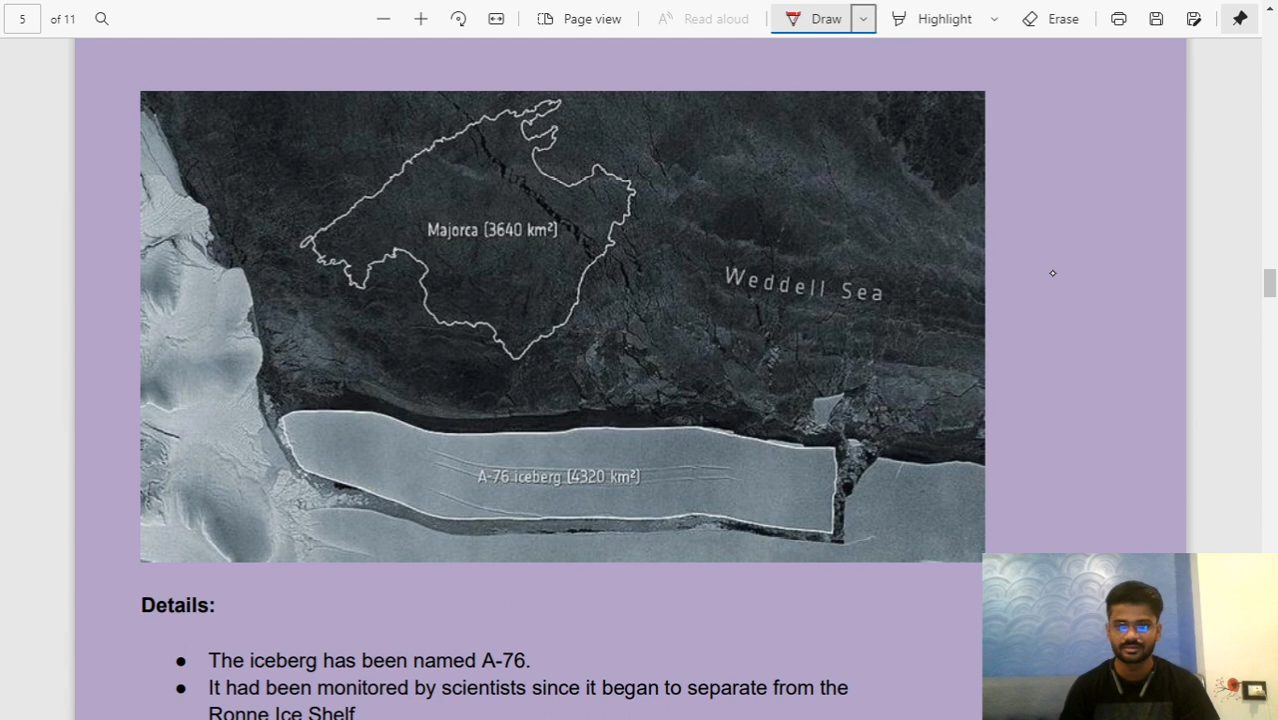 5 of 11
Page view
Read aloud
Draw
Highlight
Erase
Majorca (3640 km²)
Weddell Sea
A-76 iceberg (4320 km²)
Details:
● The iceberg has been named A-76.
● It had been monitored by scientists since it began to separate from the
Ronne Ice Shelf